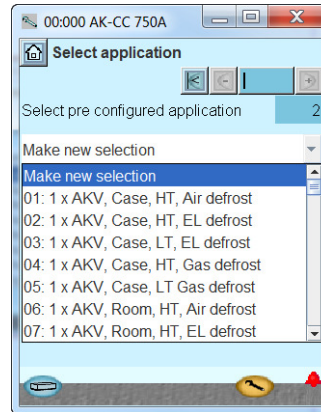 00:000 AK-CC 750A
Select application
Select pre configured application 2
Make new selection
Make new selection
01: 1 x AKV, Case, HT, Air defrost
02: 1 x AKV, Case, HT, EL defrost
03: 1 x AKV, Case, LT, EL defrost
04: 1 x AKV, Case, HT, Gas defrost
05: 1 x AKV, Case, LT Gas defrost
06: 1 x AKV, Room, HT, Air defrost
07: 1 x AKV, Room, HT, EL defrost